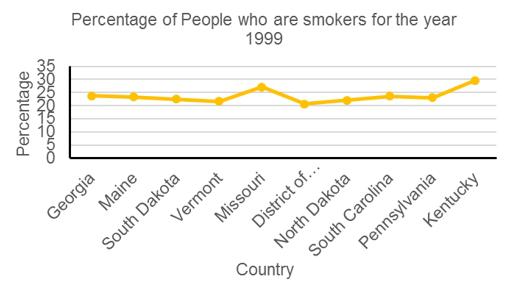 Percentage of People who are smokers for the year
1999
Percentage
35
30
25
20
15
10
5
0
Georgia
Maine
South Dakota
Vermont
Missouri
District of…
North Dakota
South Carolina
Pennsylvania
Kentucky
Country